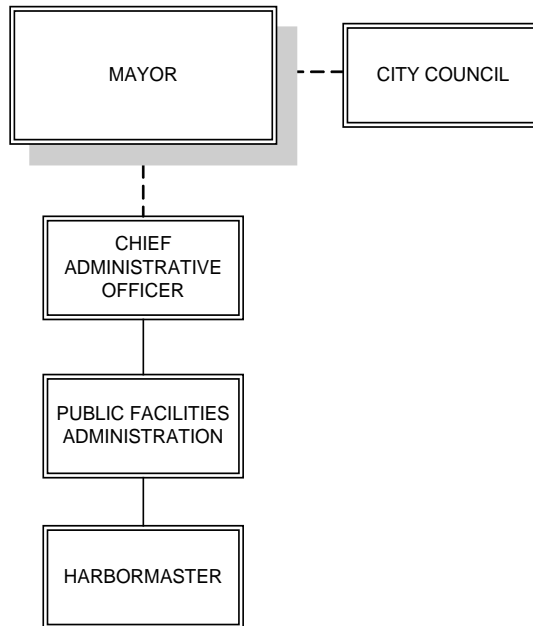 MAYOR
CITY COUNCIL
CHIEF
ADMINISTRATIVE
OFFICER
PUBLIC FACILITIES
ADMINISTRATION
HARBORMASTER